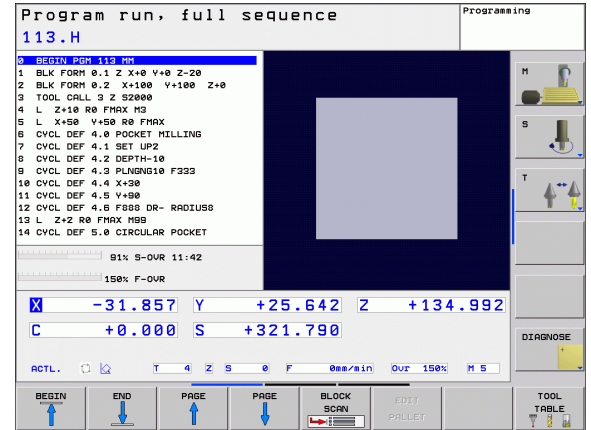 Program run, full sequence
Programming
113.H
0 BEGIN PGM 113 MM
1 BLK FORM 0.1 Z X+0 Y+0 Z-20
2 BLK FORM 0.2 X+100 Y+100 Z+0
3 TOOL CALL 3 Z S2000
4 L Z+10 R0 FMAX M3
5 L X+50 Y+50 R0 FMAX
6 CYCL DEF 4.0 POCKET MILLING
7 CYCL DEF 4.1 SET UP2
8 CYCL DEF 4.2 DEPTH-10
9 CYCL DEF 4.3 PLNGNG10 F333
10 CYCL DEF 4.4 X+30
11 CYCL DEF 4.5 Y+90
12 CYCL DEF 4.6 F888 DR- RADIUS8
13 L Z+2 R0 FMAX M99
14 CYCL DEF 5.0 CIRCULAR POCKET
91% S-OVR 11:42
150% F-OVR
X -31.857 Y +25.642 Z +134.992
C +0.000 S +321.790
ACTL. T 4 Z S 0 F 0mm/min Ovr 150% M 5
M
S
T
DIAGNOSE
BEGIN
END
PAGE
PAGE
BLOCK
SCAN
EDIT
PALLET
TOOL
TABLE